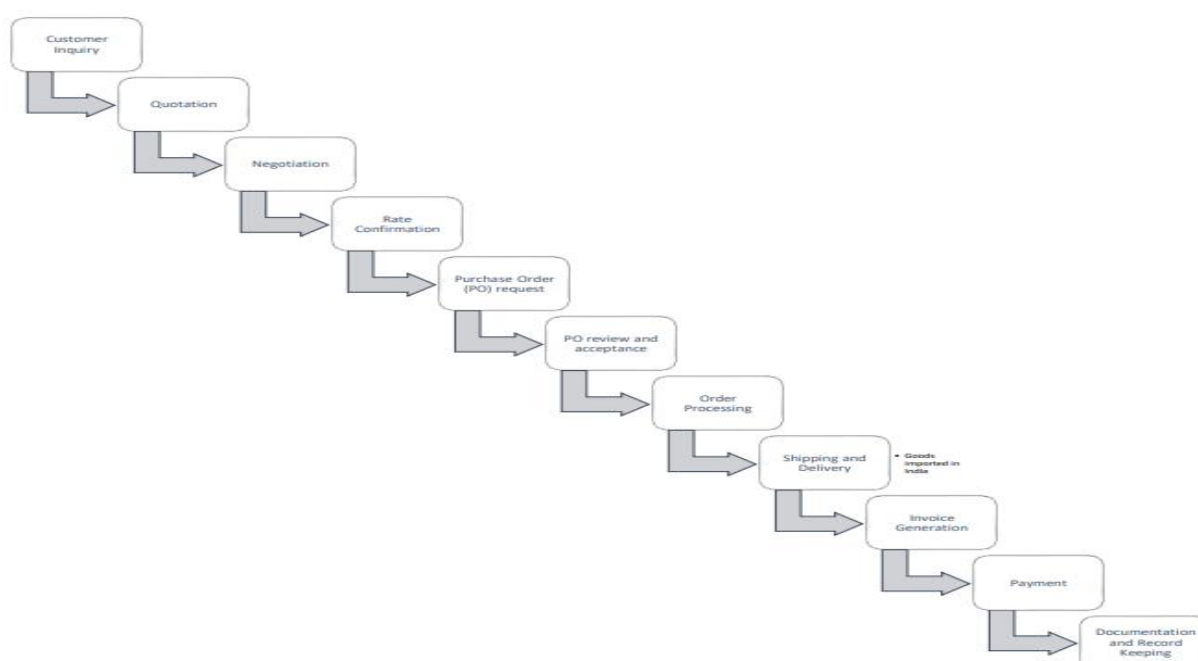 Customer
Inquiry
Quotation
Negotiation
Rate
Confirmation
Purchase Order
(PO) request
PO review and
acceptance
Order
Processing
Shipping and
Delivery
• Goods
imported in
India
Invoice
Generation
Payment
Documentation
and Record
Keeping